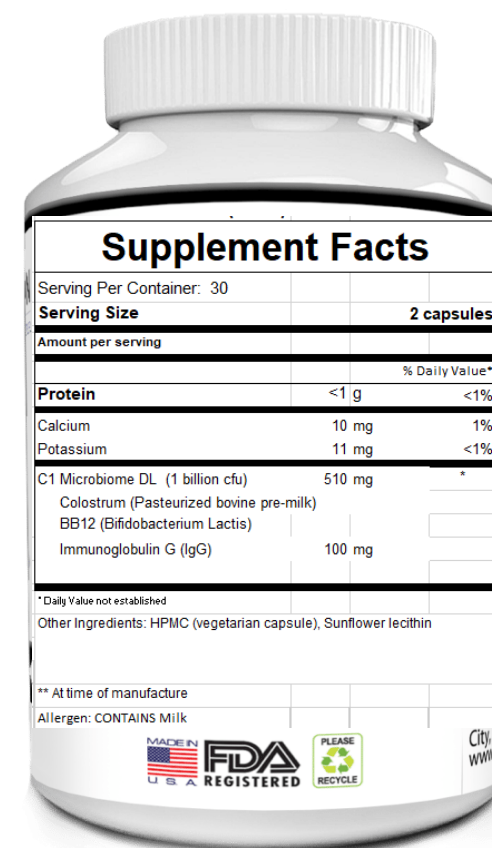 Supplement Facts
Serving Per Container: 30
Serving Size 2 capsules
Amount per serving
% Daily Value*
Protein <1 g <1%
Calcium 10 mg 1%
Potassium 11 mg <1%
C1 Microbiome DL (1 billion cfu) 510 mg *
Colostrum (Pasteurized bovine pre-milk)
BB12 (Bifidobacterium Lactis)
Immunoglobulin G (IgG) 100 mg
* Daily Value not established
Other Ingredients: HPMC (vegetarian capsule), Sunflower lecithin
** At time of manufacture
Allergen: CONTAINS Milk
MADE IN
U S A
FDA
REGISTERED
PLEASE
RECYCLE
City,
www